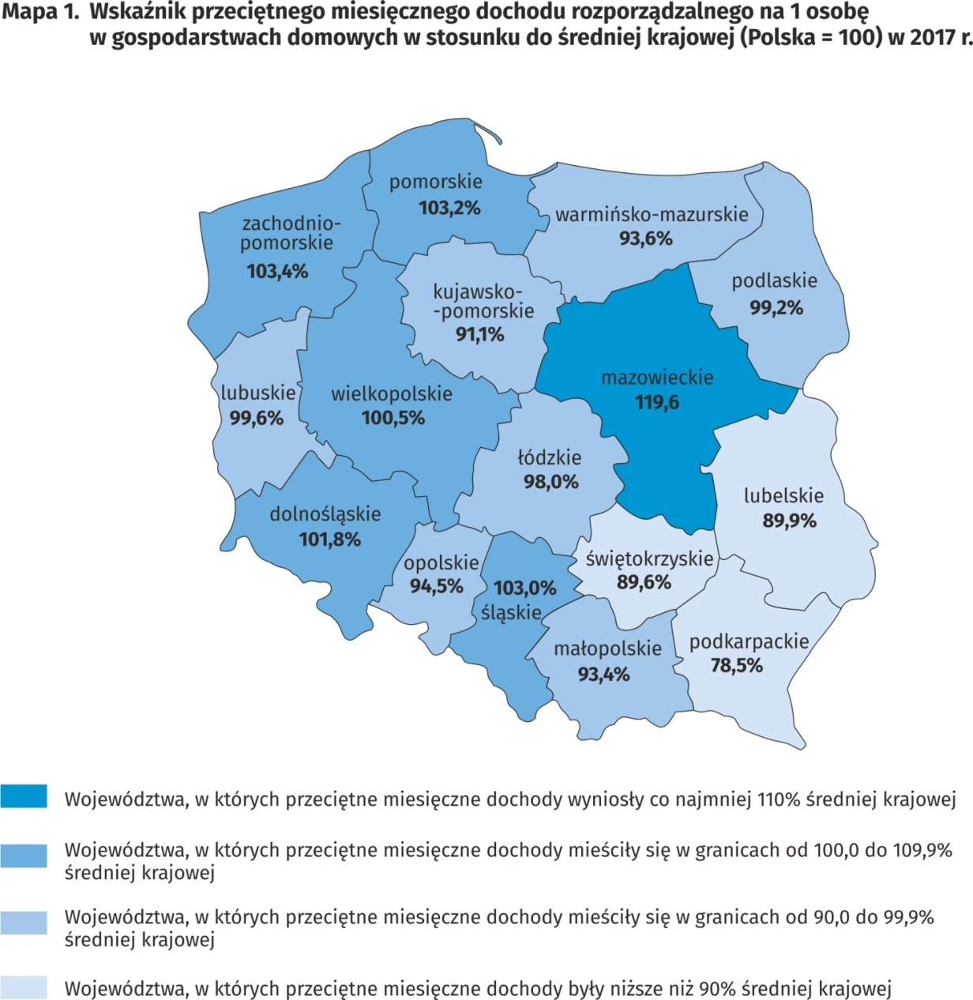 Mapa 1. Wskaźnik przeciętnego miesięcznego dochodu rozporządzalnego na 1 osobę
w gospodarstwach domowych w stosunku do średniej krajowej (Polska = 100) w 2017 r.
pomorskie
103,2%
zachodnio-
pomorskie
103,4%
warmińsko-mazurskie
93,6%
podlaskie
99,2%
kujawsko-
-pomorskie
91,1%
mazowieckie
119,6
lubuskie
99,6%
wielkopolskie
100,5%
łódzkie
98,0%
lubelskie
89,9%
dolnośląskie
101,8%
opolskie
94,5%
103,0%
śląskie
świętokrzyskie
89,6%
małopolskie
93,4%
podkarpackie
78,5%
Województwa, w których przeciętne miesięczne dochody wyniosły co najmniej 110% średniej krajowej
Województwa, w których przeciętne miesięczne dochody mieściły się w granicach od 100,0 do 109,9%
średniej krajowej
Województwa, w których przeciętne miesięczne dochody mieściły się w granicach od 90,0 do 99,9%
średniej krajowej
Województwa, w których przeciętne miesięczne dochody były niższe niż 90% średniej krajowej